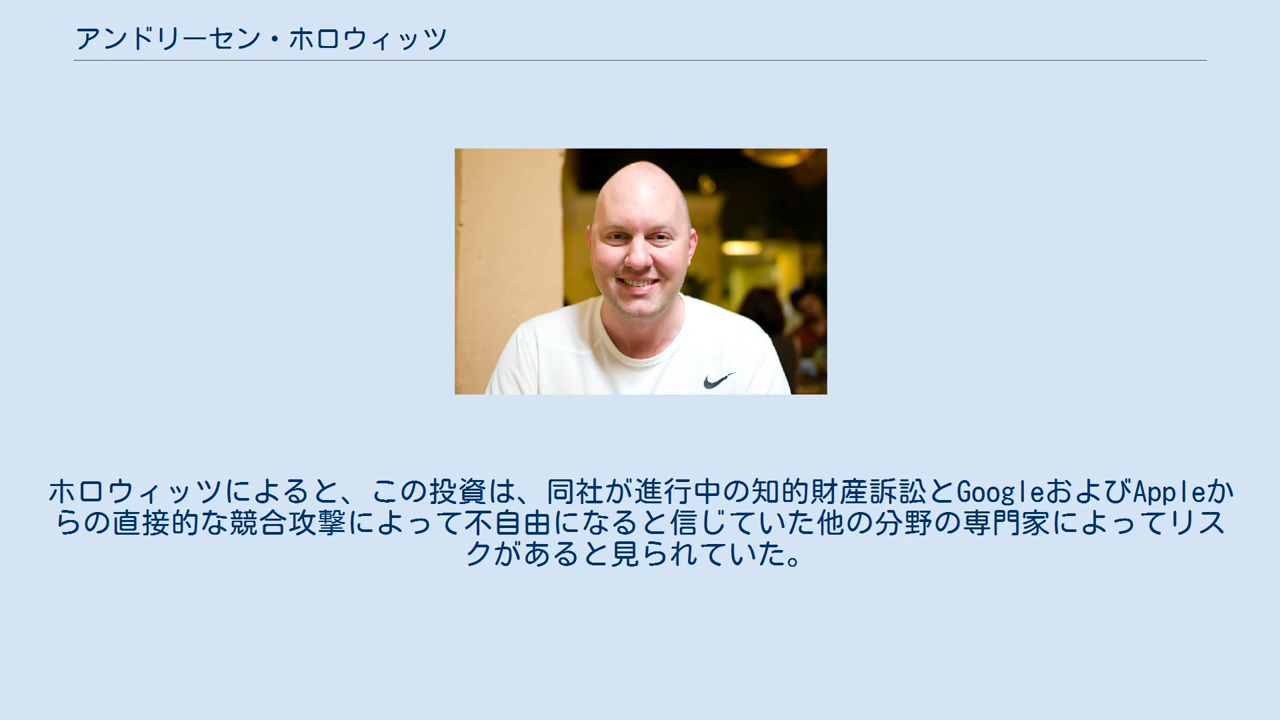 アンドリーセン・ホロウィッツ
ホロウィッツによると、この投資は、同社が進行中の知的財産訴訟とGoogleおよびAppleか
らの直接的な競合攻撃によって不自由になると信じていた他の分野の専門家によってリス
クがあると見られていた。